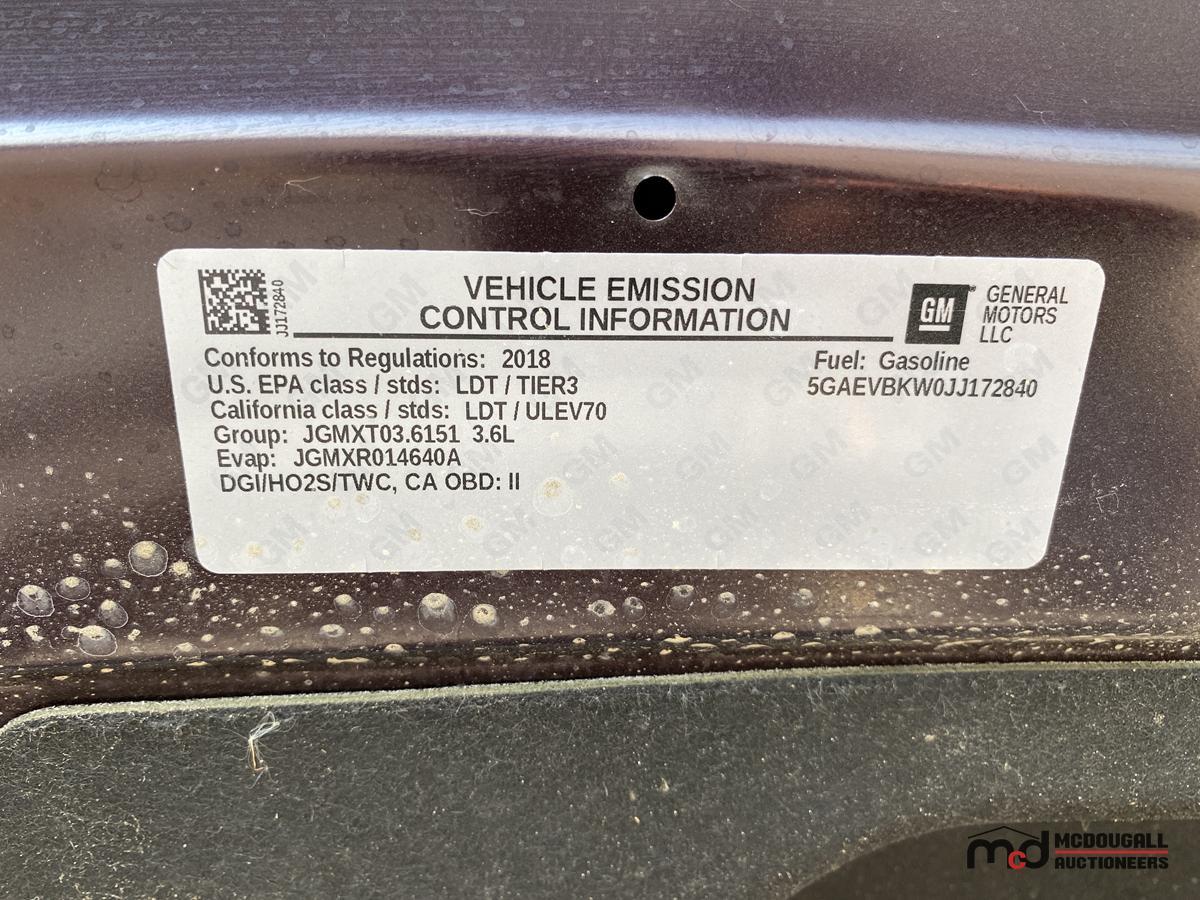 JJ172840
VEHICLE EMISSION
CONTROL INFORMATION
GM
GENERAL
MOTORS
LLC
Conforms to Regulations: 2018
U.S. EPA class / stds: LDT / TIER3
California class / stds: LDT / ULEV70
Group: JGMXT03.6151 3.6L
Evap: JGMXR014640A
DGI/HO2S/TWC, CA OBD: II
Fuel: Gasoline
5GAEVBKW0JJ172840
mcd
MCDOUGALL
AUCTIONEERS